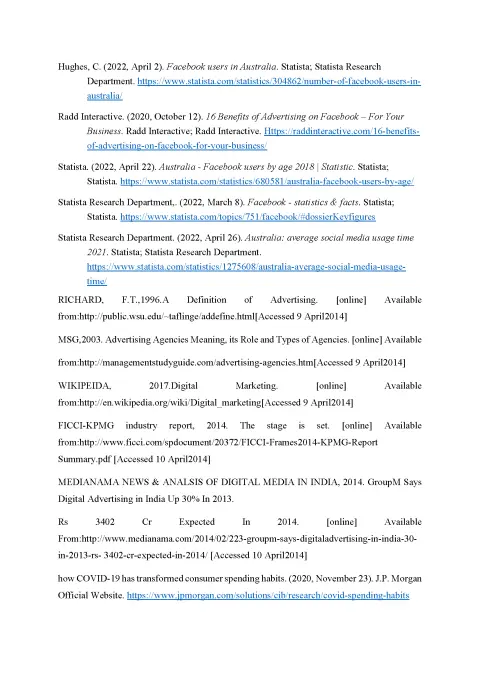 Hughes, C. (2022, April 2). Facebook users in Australia. Statista; Statista Research
Department. https://www.statista.com/statistics/304862/number-of-facebook-users-in-
australia/
Radd Interactive. (2020, October 12). 16 Benefits of Advertising on Facebook – For Your
Business. Radd Interactive; Radd Interactive. Https://raddinteractive.com/16-benefits-
of-advertising-on-facebook-for-your-business/
Statista. (2022, April 22). Australia - Facebook users by age 2018 | Statistic. Statista;
Statista. https://www.statista.com/statistics/680581/australia-facebook-users-by-age/
Statista Research Department,. (2022, March 8). Facebook - statistics & facts. Statista;
Statista. https://www.statista.com/topics/751/facebook/#dossierKeyfigures
Statista Research Department. (2022, April 26). Australia: average social media usage time
2021. Statista; Statista Research Department.
https://www.statista.com/statistics/1275608/australia-average-social-media-usage-
time/
RICHARD, F.T.,1996.A Definition of Advertising. [online] Available
from:http://public.wsu.edu/~taflinge/addefine.html[Accessed 9 April2014]
MSG,2003. Advertising Agencies Meaning, its Role and Types of Agencies. [online] Available
from:http://managementstudyguide.com/advertising-agencies.htm[Accessed 9 April2014]
WIKIPEIDA, 2017.Digital Marketing. [online] Available
from:http://en.wikipedia.org/wiki/Digital_marketing[Accessed 9 April2014]
FICCI-KPMG industry report, 2014. The stage is set. [online] Available
from:http://www.ficci.com/spdocument/20372/FICCI-Frames2014-KPMG-Report
Summary.pdf [Accessed 10 April2014]
MEDIANAMA NEWS & ANALSIS OF DIGITAL MEDIA IN INDIA, 2014. GroupM Says
Digital Advertising in India Up 30% In 2013.
Rs 3402 Cr Expected In 2014. [online] Available
From:http://www.medianama.com/2014/02/223-groupm-says-digitaladvertising-in-india-30-
in-2013-rs- 3402-cr-expected-in-2014/ [Accessed 10 April2014]
how COVID-19 has transformed consumer spending habits. (2020, November 23). J.P. Morgan
Official Website. https://www.jpmorgan.com/solutions/cib/research/covid-spending-habits